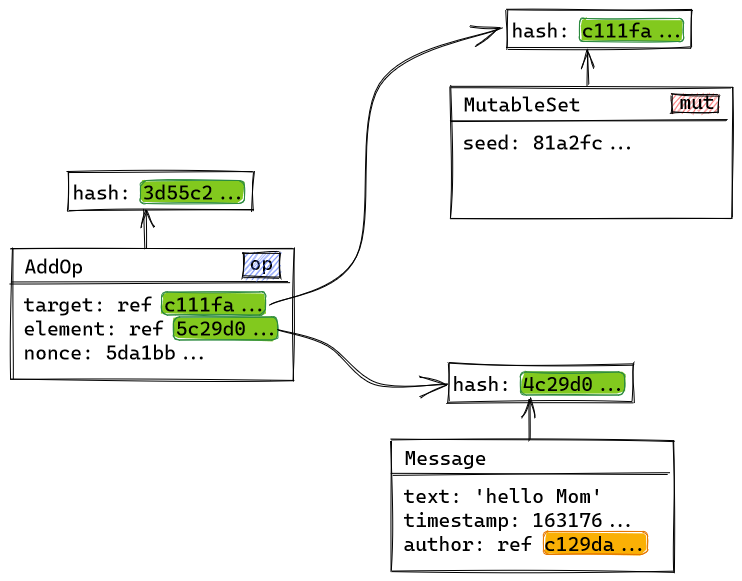 hash: c111fa...
MutableSet mut
seed: 81a2fc...
hash: 3d55c2...
AddOp op
target: ref c111fa...
element: ref 5c29d0...
nonce: 5da1bb...
hash: 4c29d0...
Message
text: 'hello Mom'
timestamp: 163176...
author: ref c129da...